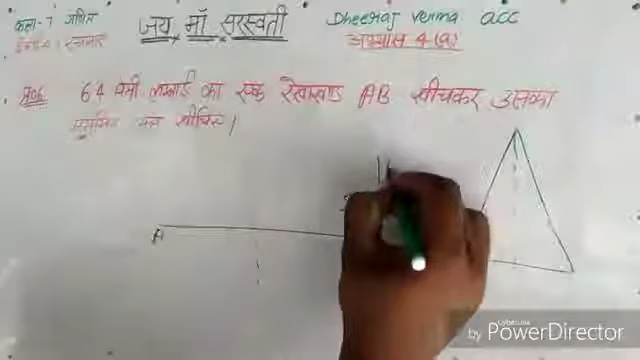 कक्षा-7 गणित जय माँ सरस्वती Dheeraj verma acc
अभ्यास 4(a)
6.4 सेमी लम्बाई का एक रेखाखण्ड AB खींचकर उसका
खींचिए।
A
by PowerDirector